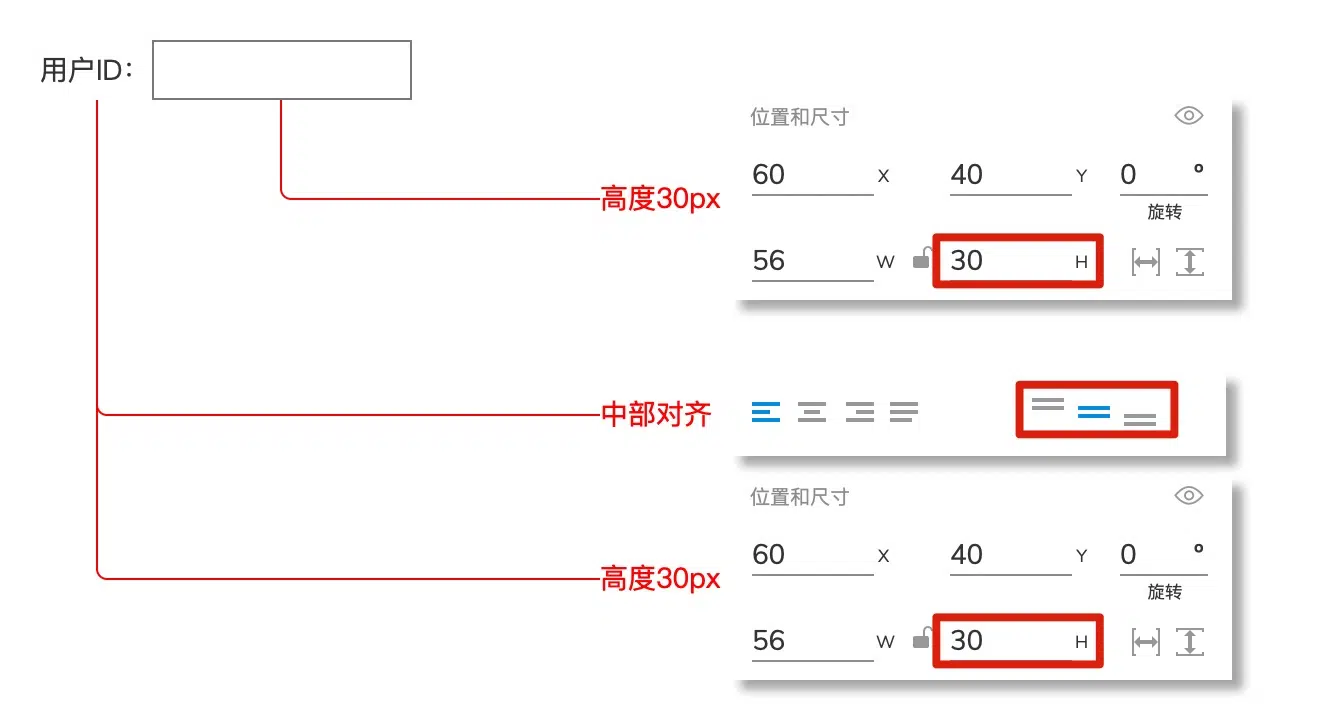 用户ID：
位置和尺寸
60 X 40 Y 0 °
高度30px
旋转
56 W 30 H
中部对齐
位置和尺寸
60 X 40 Y 0 °
高度30px
旋转
56 W 30 H